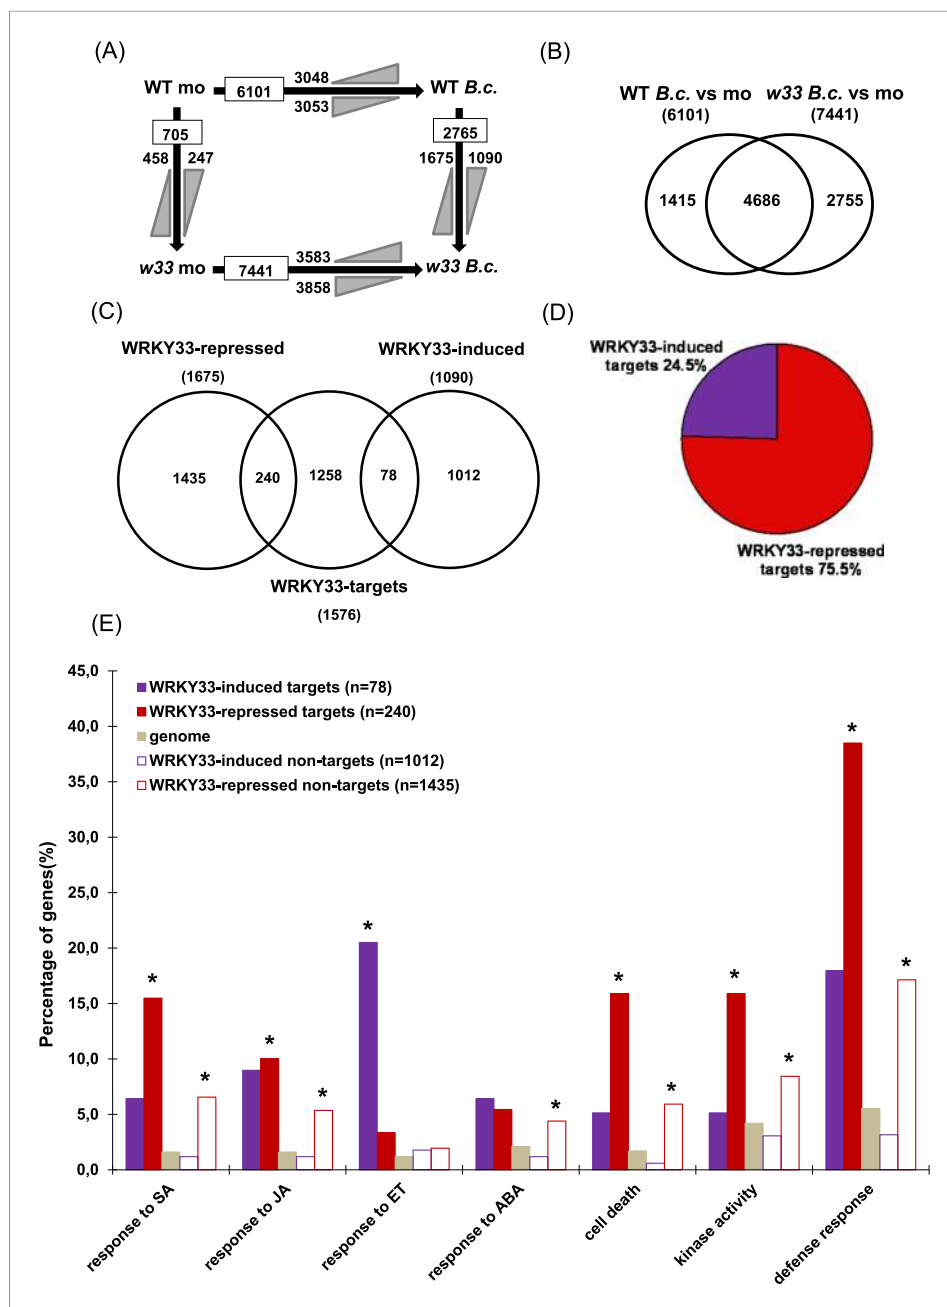 (A)
WT mo
6101
3048
3053
WT B.c.
705
458
247
2765
1675
1090
w33 mo
7441
3583
3858
w33 B.c.
(B)
WT B.c. vs mo
(6101)
w33 B.c. vs mo
(7441)
1415
4686
2755
(C)
WRKY33-repressed
(1675)
WRKY33-induced
(1090)
1435
240
1258
78
1012
WRKY33-targets
(1576)
(D)
WRKY33-induced
targets 24.5%
WRKY33-repressed
targets 75.5%
(E)
Percentage of genes(%)
45,0
40,0
35,0
30,0
25,0
20,0
15,0
10,0
5,0
0,0
WRKY33-induced targets (n=78)
WRKY33-repressed targets (n=240)
genome
WRKY33-induced non-targets (n=1012)
WRKY33-repressed non-targets (n=1435)
*
*
*
*
*
*
*
*
*
*
*
*
response to SA
response to JA
response to ET
response to ABA
cell death
kinase activity
defense response